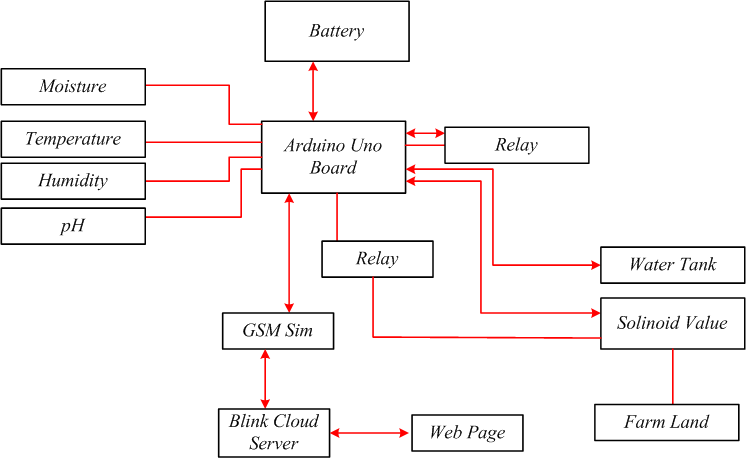 Battery
Moisture
Temperature
Humidity
pH
Arduino Uno
Board
Relay
Relay
Water Tank
Solinoid Value
GSM Sim
Blink Cloud
Server
Web Page
Farm Land